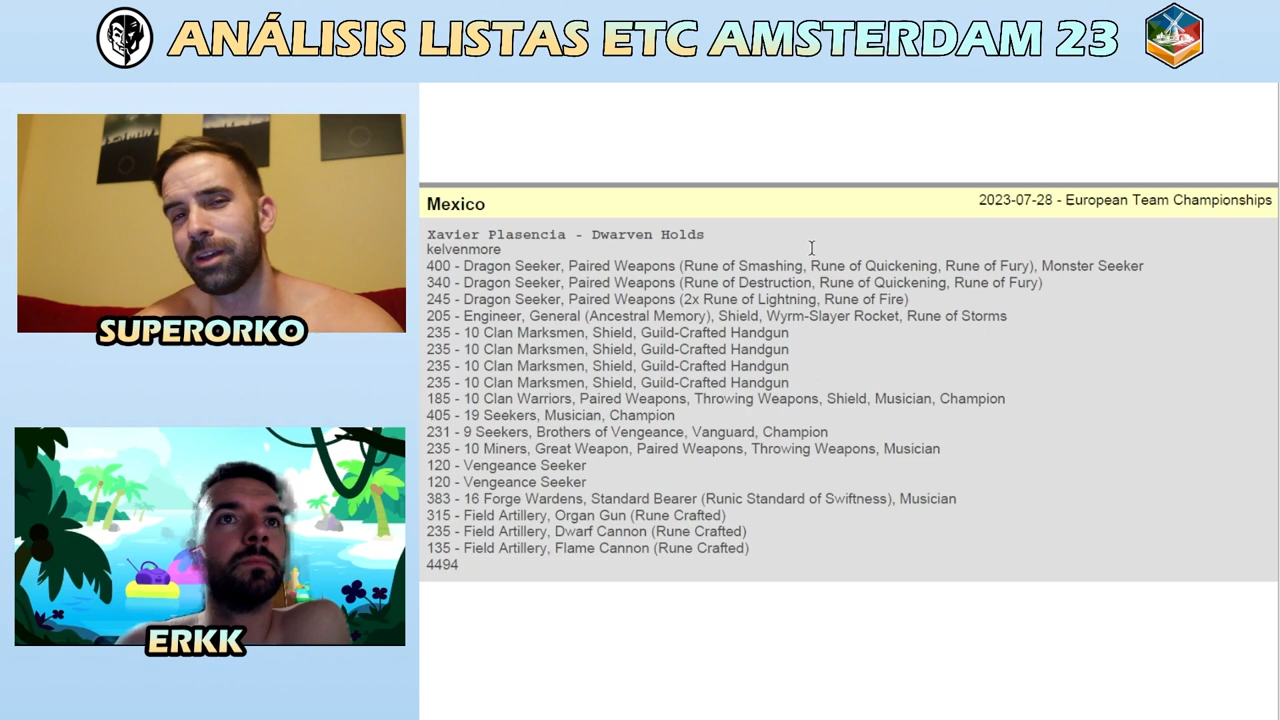 ANÁLISIS LISTAS ETC AMSTERDAM 23
SUPERORKO
ERKK
Mexico
2023-07-28 - European Team Championships
Xavier Plasencia - Dwarven Holds
kelvenmore
400 - Dragon Seeker, Paired Weapons (Rune of Smashing, Rune of Quickening, Rune of Fury), Monster Seeker
340 - Dragon Seeker, Paired Weapons (Rune of Destruction, Rune of Quickening, Rune of Fury)
245 - Dragon Seeker, Paired Weapons (2x Rune of Lightning, Rune of Fire)
205 - Engineer, General (Ancestral Memory), Shield, Wyrm-Slayer Rocket, Rune of Storms
235 - 10 Clan Marksmen, Shield, Guild-Crafted Handgun
235 - 10 Clan Marksmen, Shield, Guild-Crafted Handgun
235 - 10 Clan Marksmen, Shield, Guild-Crafted Handgun
235 - 10 Clan Marksmen, Shield, Guild-Crafted Handgun
185 - 10 Clan Warriors, Paired Weapons, Throwing Weapons, Shield, Musician, Champion
405 - 19 Seekers, Musician, Champion
231 - 9 Seekers, Brothers of Vengeance, Vanguard, Champion
235 - 10 Miners, Great Weapon, Paired Weapons, Throwing Weapons, Musician
120 - Vengeance Seeker
120 - Vengeance Seeker
383 - 16 Forge Wardens, Standard Bearer (Runic Standard of Swiftness), Musician
315 - Field Artillery, Organ Gun (Rune Crafted)
235 - Field Artillery, Dwarf Cannon (Rune Crafted)
135 - Field Artillery, Flame Cannon (Rune Crafted)
4494